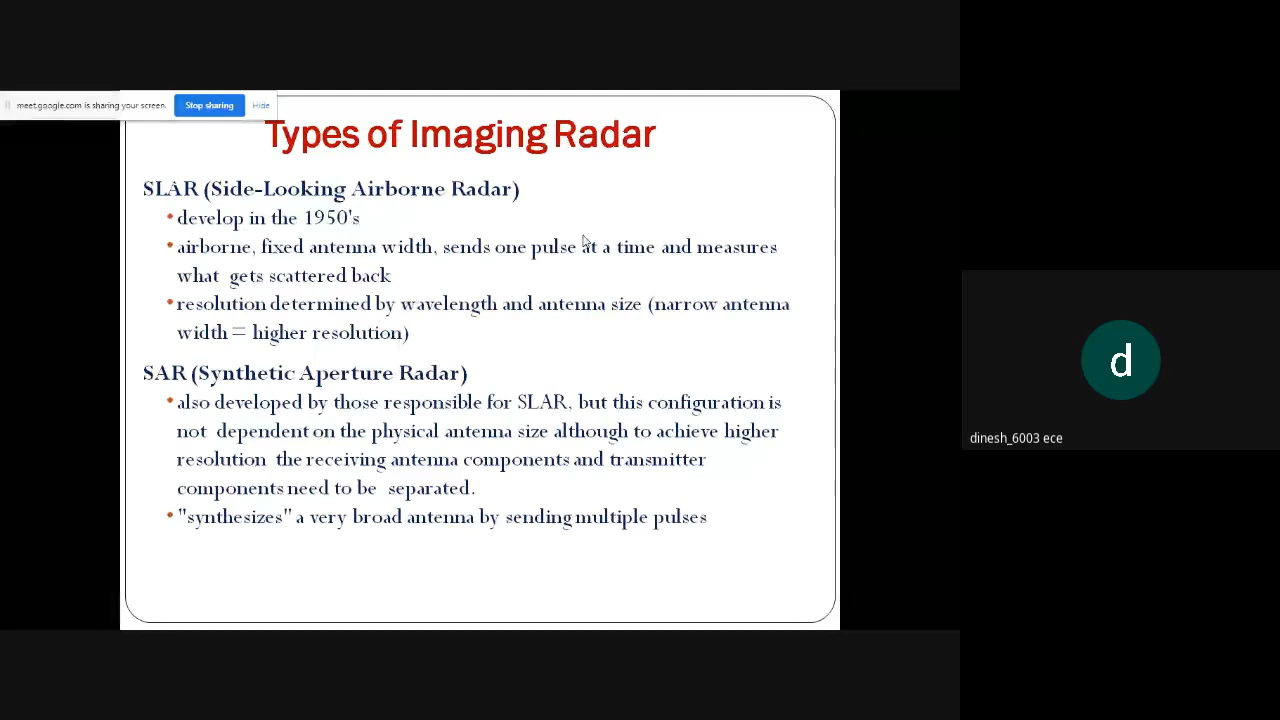 meet.google.com is sharing your screen.
Stop sharing
Hide
Types of Imaging Radar
SLAR (Side-Looking Airborne Radar)
• develop in the 1950's
• airborne, fixed antenna width, sends one pulse at a time and measures
what gets scattered back
• resolution determined by wavelength and antenna size (narrow antenna
width = higher resolution)
SAR (Synthetic Aperture Radar)
• also developed by those responsible for SLAR, but this configuration is
not dependent on the physical antenna size although to achieve higher
resolution the receiving antenna components and transmitter
components need to be separated.
• "synthesizes" a very broad antenna by sending multiple pulses
d
dinesh_6003 ece